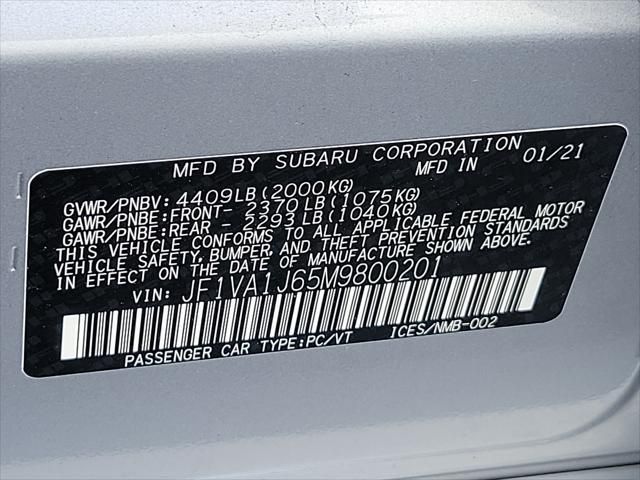 MFD BY SUBARU CORPORATION
MFD IN 01/21
GVWR/PNBV: 4409LB(2000KG)
GAWR/PNBE:FRONT- 2370LB(1075KG)
GAWR/PNBE:REAR - 2293LB(1040KG)
THIS VEHICLE CONFORMS TO ALL APPLICABLE FEDERAL MOTOR
VEHICLE SAFETY, BUMPER, AND THEFT PREVENTION STANDARDS
IN EFFECT ON THE DATE OF MANUFACTURE SHOWN ABOVE.
VIN: JF1VA1J65M9800201
PASSENGER CAR TYPE:PC/VT ICES/NMB-002